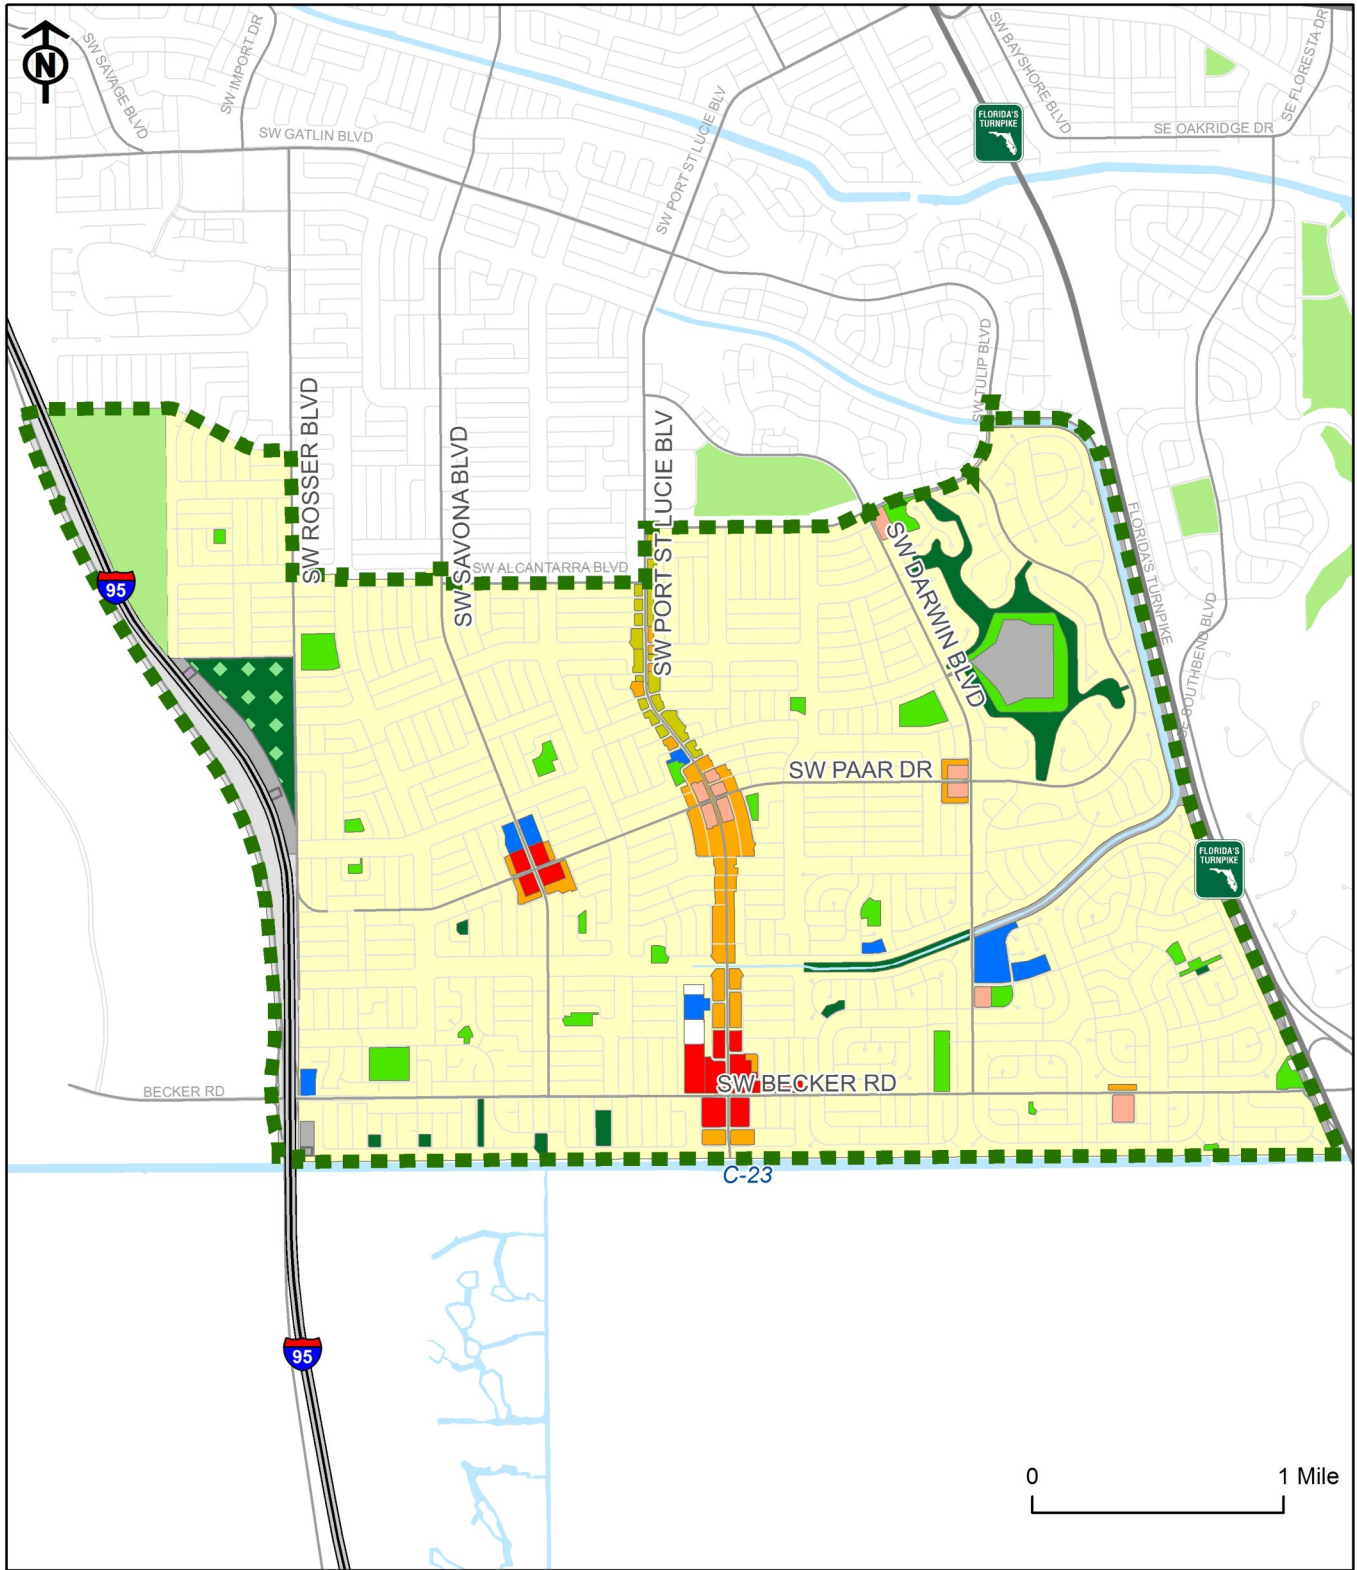 N
SW SAVAGE BLVD
SW IMPORT DR
SW GATLIN BLVD
SW PORT ST LUCIE BLV
FLORIDA'S
TURNPIKE
SW BAYSHORE BLVD
SE OAKRIDGE DR
SE FLORESTA DR
SW TULIP BLVD
SW ROSSER BLVD
SW SAVONA BLVD
SW ALCANTARRA BLVD
SW PORT ST LUCIE BLV
SW DARWIN BLVD
FLORIDA'S TURNPIKE
SE SOUTHBEND BLVD
95
SW PAAR DR
FLORIDA'S
TURNPIKE
BECKER RD
SW BECKER RD
C-23
95
0 1 Mile